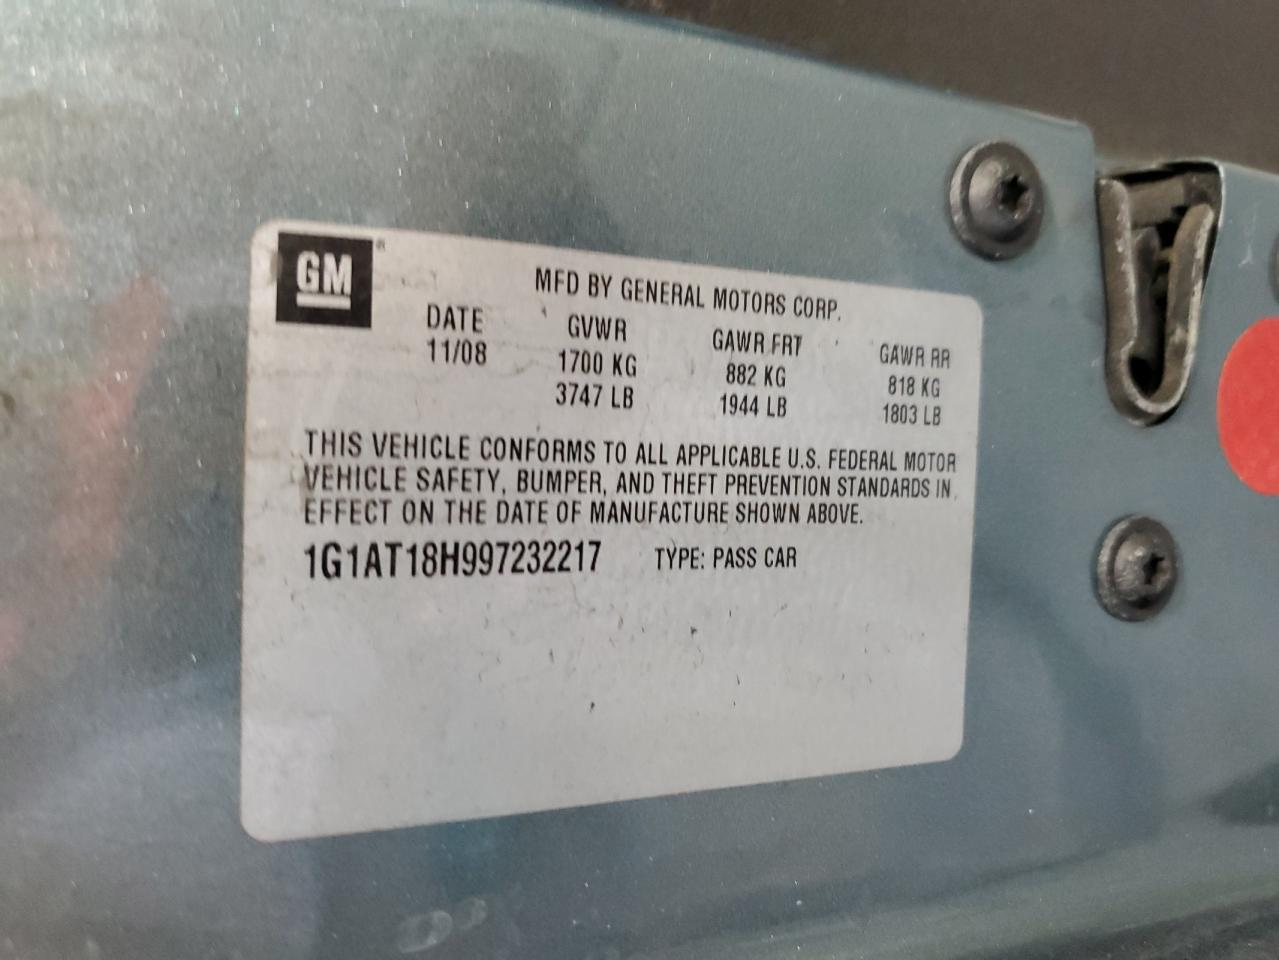 GM ®
MFD BY GENERAL MOTORS CORP.
DATE GVWR GAWR FRT GAWR RR
11/08 1700 KG 882 KG 818 KG
3747 LB 1944 LB 1803 LB
THIS VEHICLE CONFORMS TO ALL APPLICABLE U.S. FEDERAL MOTOR
VEHICLE SAFETY, BUMPER, AND THEFT PREVENTION STANDARDS IN
EFFECT ON THE DATE OF MANUFACTURE SHOWN ABOVE.
1G1AT18H997232217 TYPE: PASS CAR